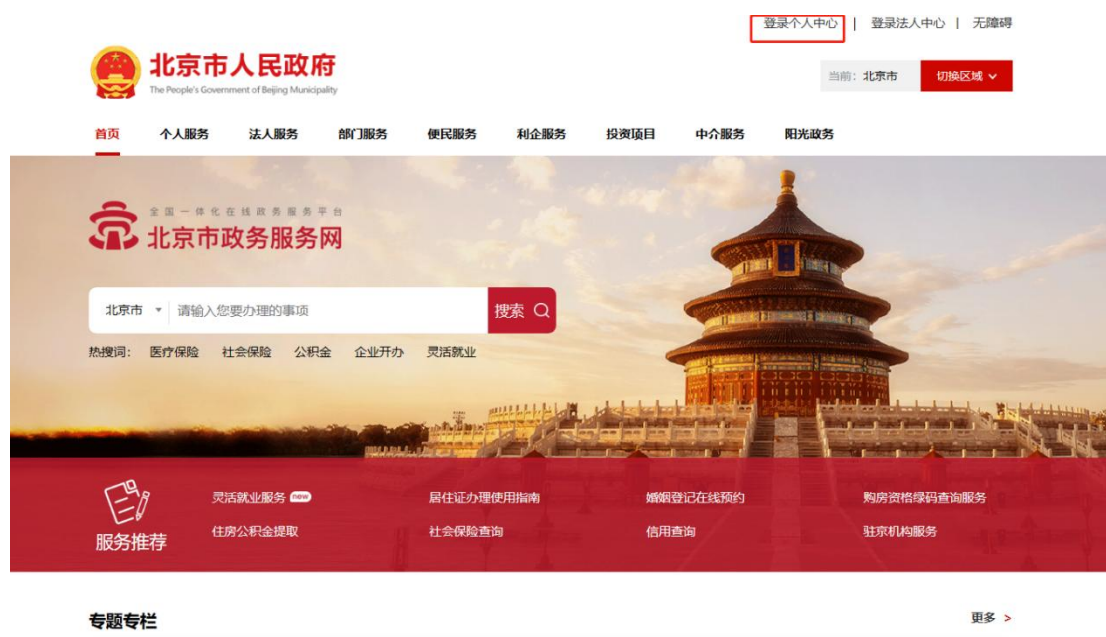 登录个人中心 | 登录法人中心 | 无障碍
北京市人民政府
The People's Government of Beijing Municipality
当前：北京市 切换区域
首页 个人服务 法人服务 部门服务 便民服务 利企服务 投资项目 中介服务 阳光政务
全国一体化在线政务服务平台
北京市政务服务网
北京市 请输入您要办理的事项 搜索
热搜词： 医疗保险 社会保险 公积金 企业开办 灵活就业
灵活就业服务 new 居住证办理使用指南 婚姻登记在线预约 购房资格绿码查询服务
服务推荐 住房公积金提取 社会保险查询 信用查询 驻京机构服务
专题专栏 更多 >